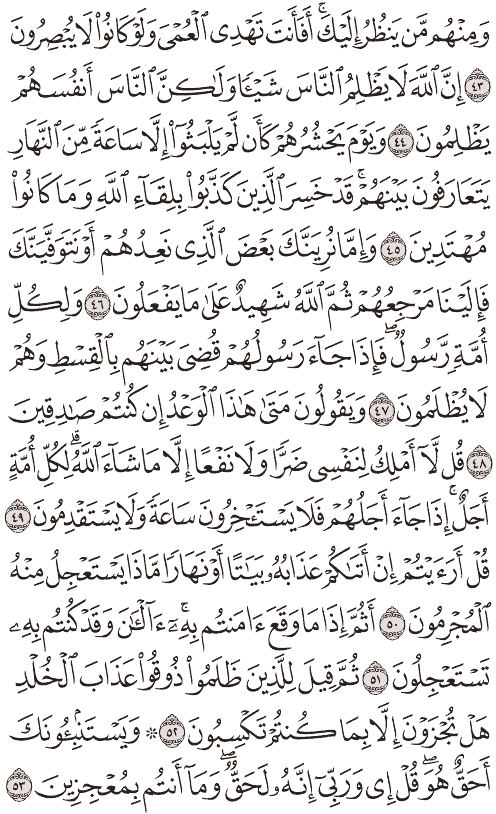 وَمِنْهُم مَّن يَنظُرُ إِلَيْكَۚ أَفَأَنتَ تَهْدِى ٱلْعُمْىَ وَلَوْ كَانُوا۟ لَا يُبْصِرُونَ
٤٣ إِنَّ ٱللَّهَ لَا يَظْلِمُ ٱلنَّاسَ شَيْـًٔا وَلَـٰكِنَّ ٱلنَّاسَ أَنفُسَهُمْ
يَظْلِمُونَ ٤٤ وَيَوْمَ يَحْشُرُهُمْ كَأَن لَّمْ يَلْبَثُوٓا۟ إِلَّا سَاعَةً مِّنَ ٱلنَّهَارِ
يَتَعَارَفُونَ بَيْنَهُمْۚ قَدْ خَسِرَ ٱلَّذِينَ كَذَّبُوا۟ بِلِقَآءِ ٱللَّهِ وَمَا كَانُوا۟
مُهْتَدِينَ ٤٥ وَإِمَّا نُرِيَنَّكَ بَعْضَ ٱلَّذِى نَعِدُهُمْ أَوْ نَتَوَفَّيَنَّكَ
فَإِلَيْنَا مَرْجِعُهُمْ ثُمَّ ٱللَّهُ شَهِيدٌ عَلَىٰ مَا يَفْعَلُونَ ٤٦ وَلِكُلِّ
أُمَّةٍ رَّسُولٌۖ فَإِذَا جَآءَ رَسُولُهُمْ قُضِىَ بَيْنَهُم بِٱلْقِسْطِ وَهُمْ
لَا يُظْلَمُونَ ٤٧ وَيَقُولُونَ مَتَىٰ هَـٰذَا ٱلْوَعْدُ إِن كُنتُمْ صَـٰدِقِينَ
٤٨ قُل لَّآ أَمْلِكُ لِنَفْسِى ضَرًّا وَلَا نَفْعًا إِلَّا مَا شَآءَ ٱللَّهُۗ لِكُلِّ أُمَّةٍ
أَجَلٌۚ إِذَا جَآءَ أَجَلُهُمْ فَلَا يَسْتَـْٔخِرُونَ سَاعَةً وَلَا يَسْتَقْدِمُونَ ٤٩
قُلْ أَرَءَيْتُمْ إِنْ أَتَىٰكُمْ عَذَابُهُۥ بَيَـٰتًا أَوْ نَهَارًا مَّاذَا يَسْتَعْجِلُ مِنْهُ
ٱلْمُجْرِمُونَ ٥٠ أَثُمَّ إِذَا مَا وَقَعَ ءَامَنتُم بِهِۦٓۚ ءَآلْـَٔـٰنَ وَقَدْ كُنتُم بِهِۦ
تَسْتَعْجِلُونَ ٥١ ثُمَّ قِيلَ لِلَّذِينَ ظَلَمُوا۟ ذُوقُوا۟ عَذَابَ ٱلْخُلْدِ
هَلْ تُجْزَوْنَ إِلَّا بِمَا كُنتُمْ تَكْسِبُونَ ٥٢ ۞ وَيَسْتَنۢبِـُٔونَكَ
أَحَقٌّ هُوَۖ قُلْ إِى وَرَبِّىٓ إِنَّهُۥ لَحَقٌّۖ وَمَآ أَنتُم بِمُعْجِزِينَ ٥٣